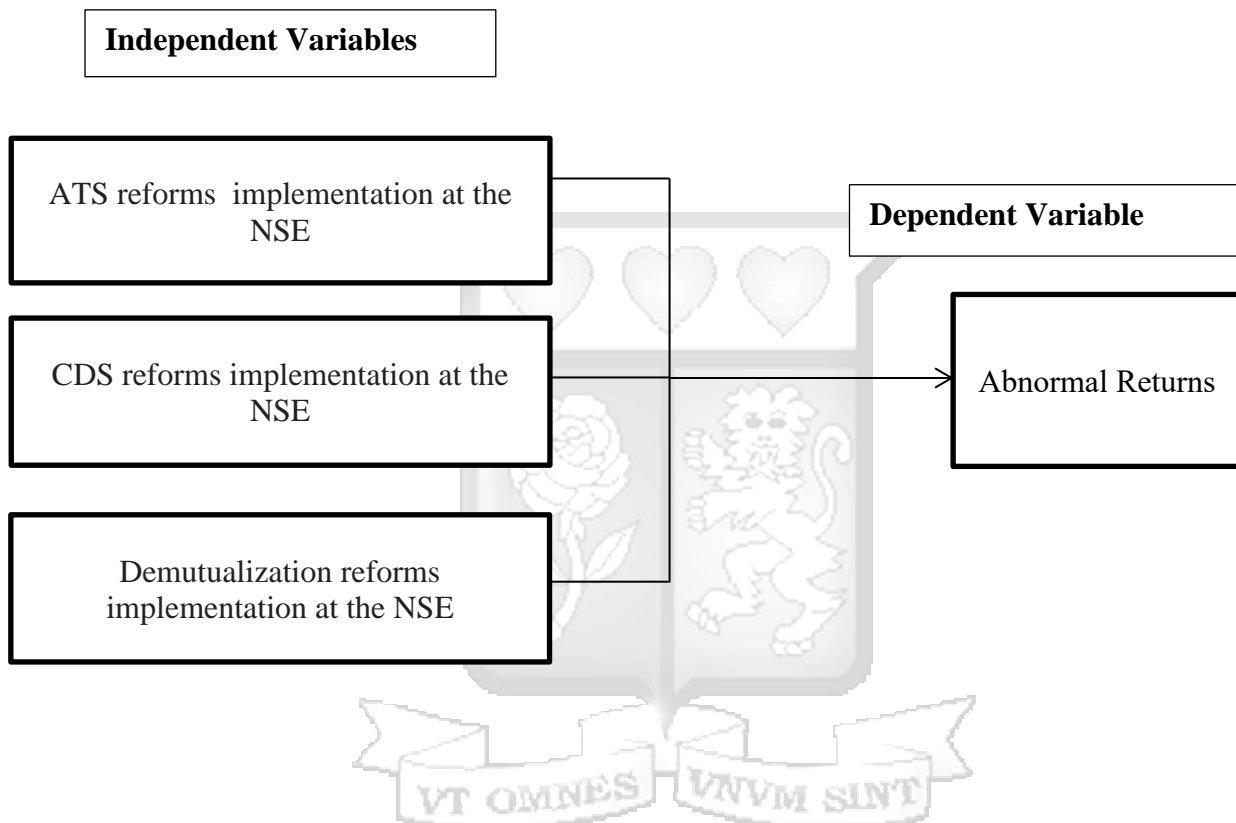 Independent Variables
ATS reforms implementation at the
NSE
Dependent Variable
CDS reforms implementation at the
NSE
Abnormal Returns
Demutualization reforms
implementation at the NSE
VT OMNES VNVM SINT